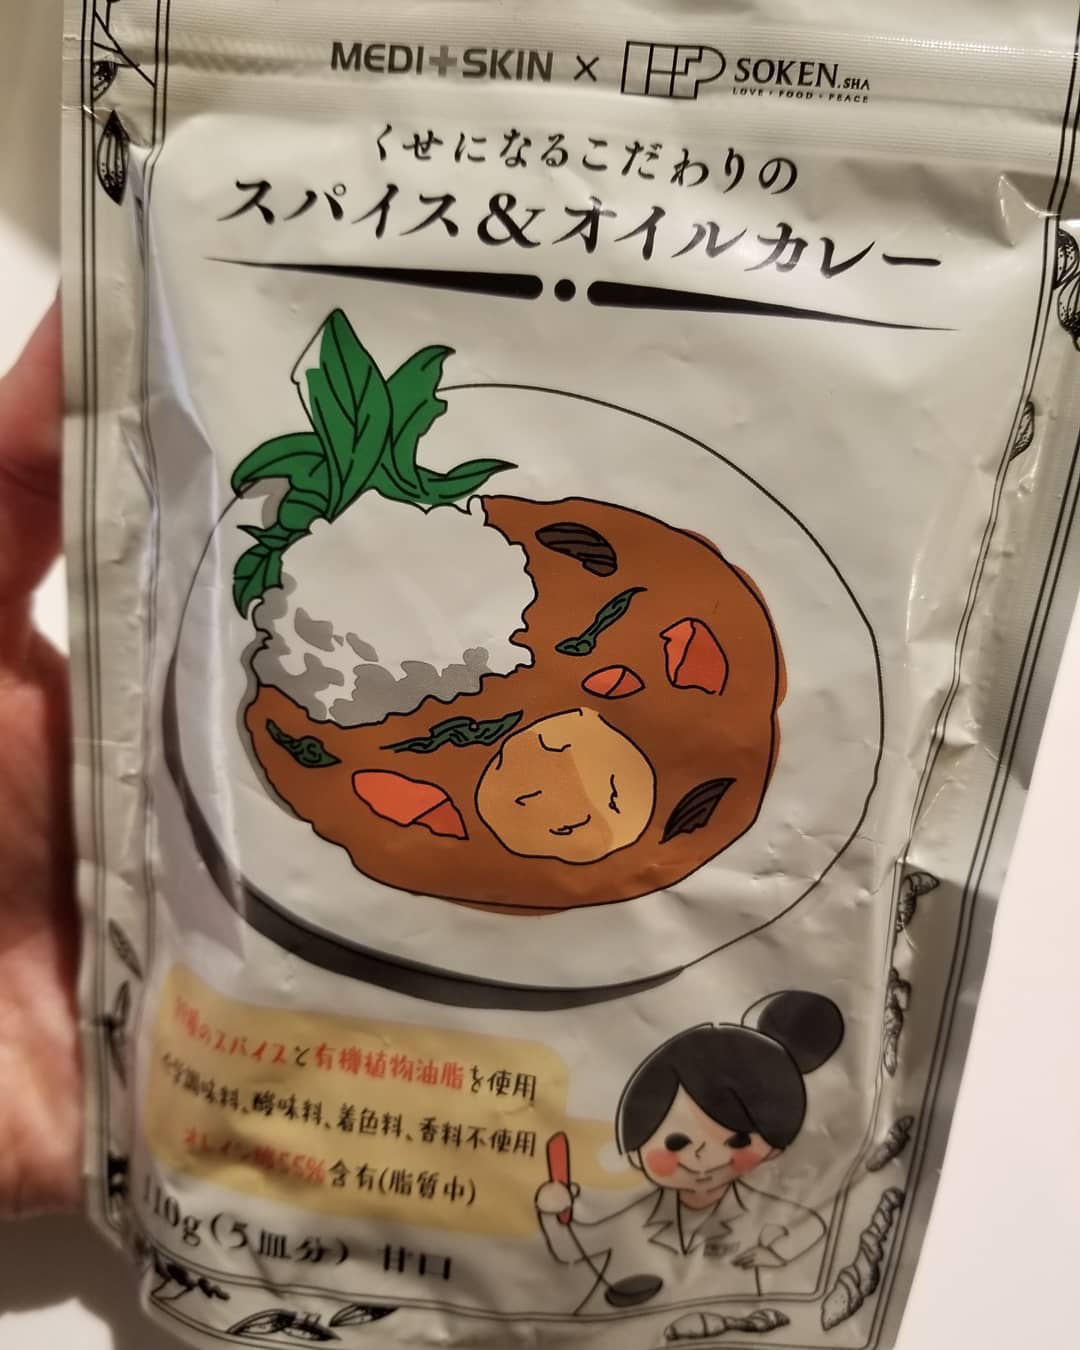 MEDI+SKIN × SOKEN.SHA
LOVE・FOOD・PEACE
くせになるこだわりの
スパイス&オイルカレー
のスパイスと有機植物油脂を使用
調味料、酸味料、着色料、香料不使用
55%含有(脂質中)
110g(5皿分) 甘口